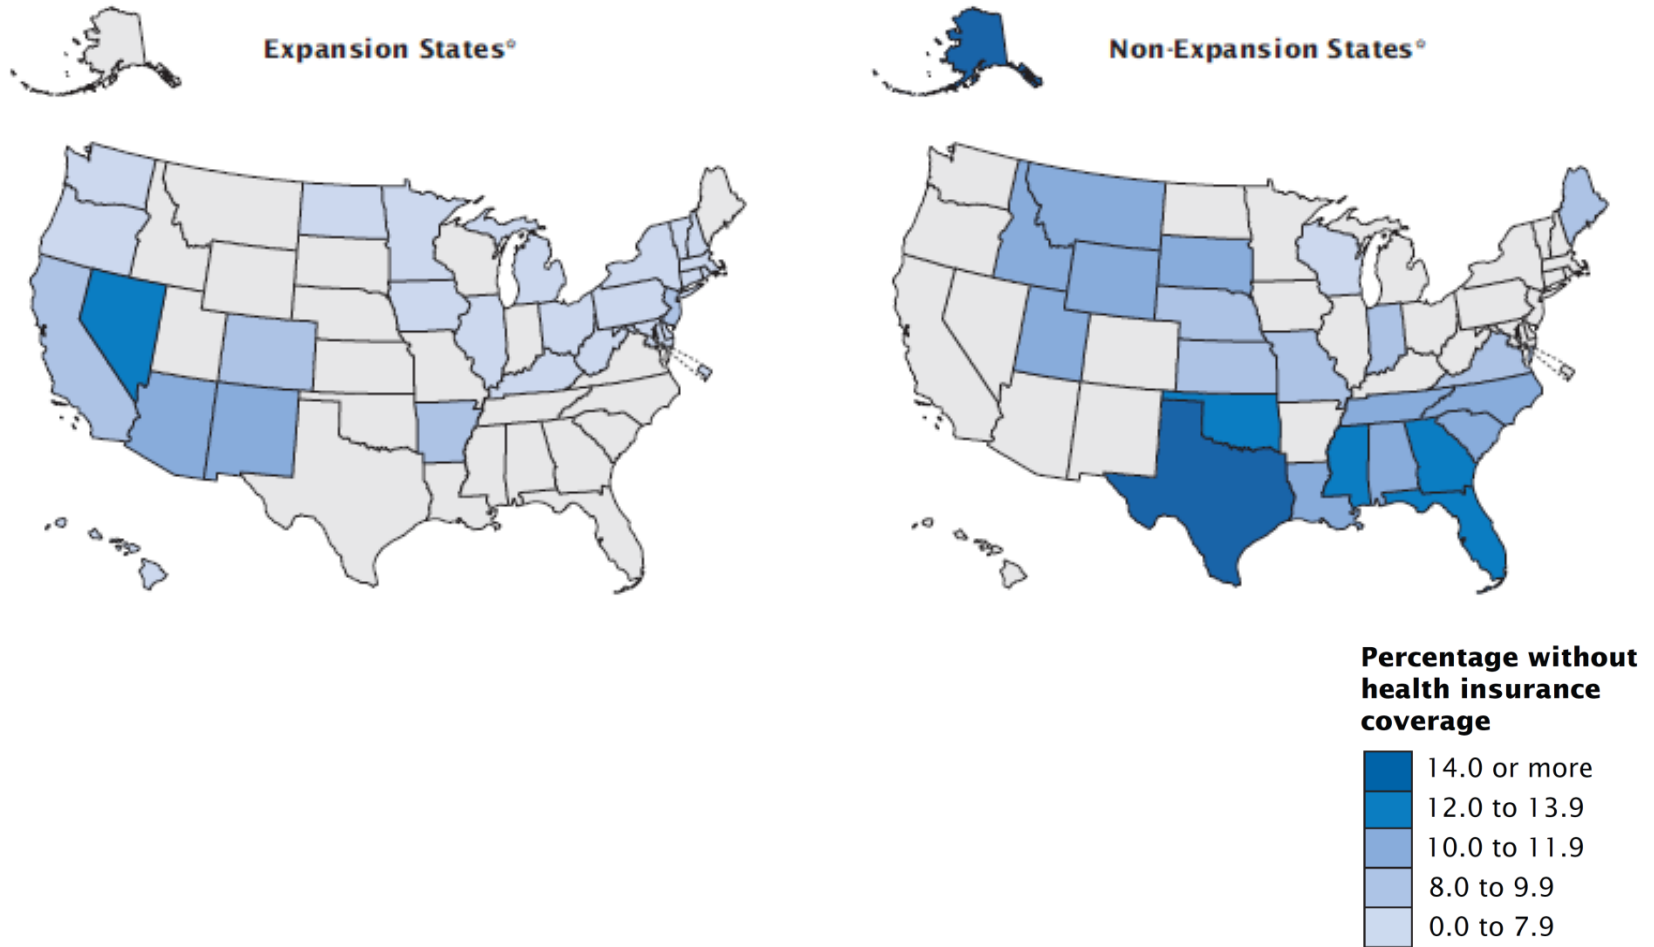 Expansion States*
Non-Expansion States*
Percentage without
health insurance
coverage
14.0 or more
12.0 to 13.9
10.0 to 11.9
8.0 to 9.9
0.0 to 7.9